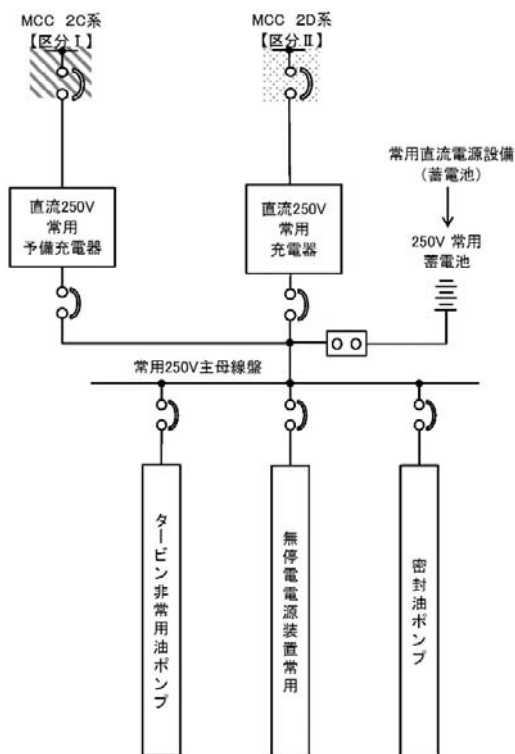 MCC 2C系
【区分Ⅰ】
MCC 2D系
【区分Ⅱ】
常用直流電源設備
(蓄電池)
直流250V
常用
予備充電器
直流250V
常用
充電器
250V 常用
蓄電池
常用250V主母線盤
タービン非常用油ポンプ
無停電電源装置常用
密封油ポンプ